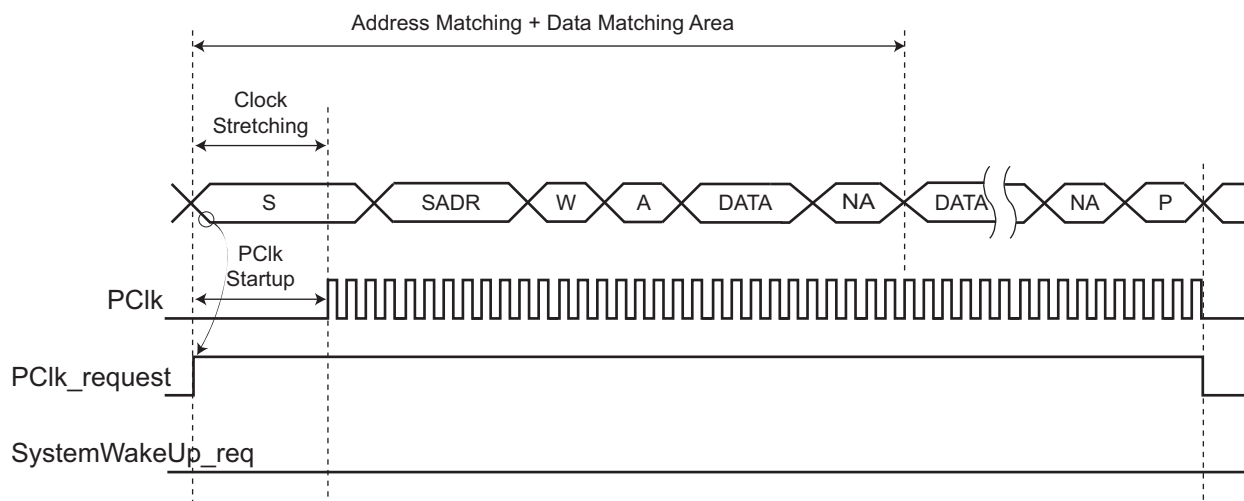 Address Matching + Data Matching Area
Clock
Stretching
S SADR W A DATA NA DATA NA P
PClk
Startup
PClk
PClk_request
SystemWakeUp_req